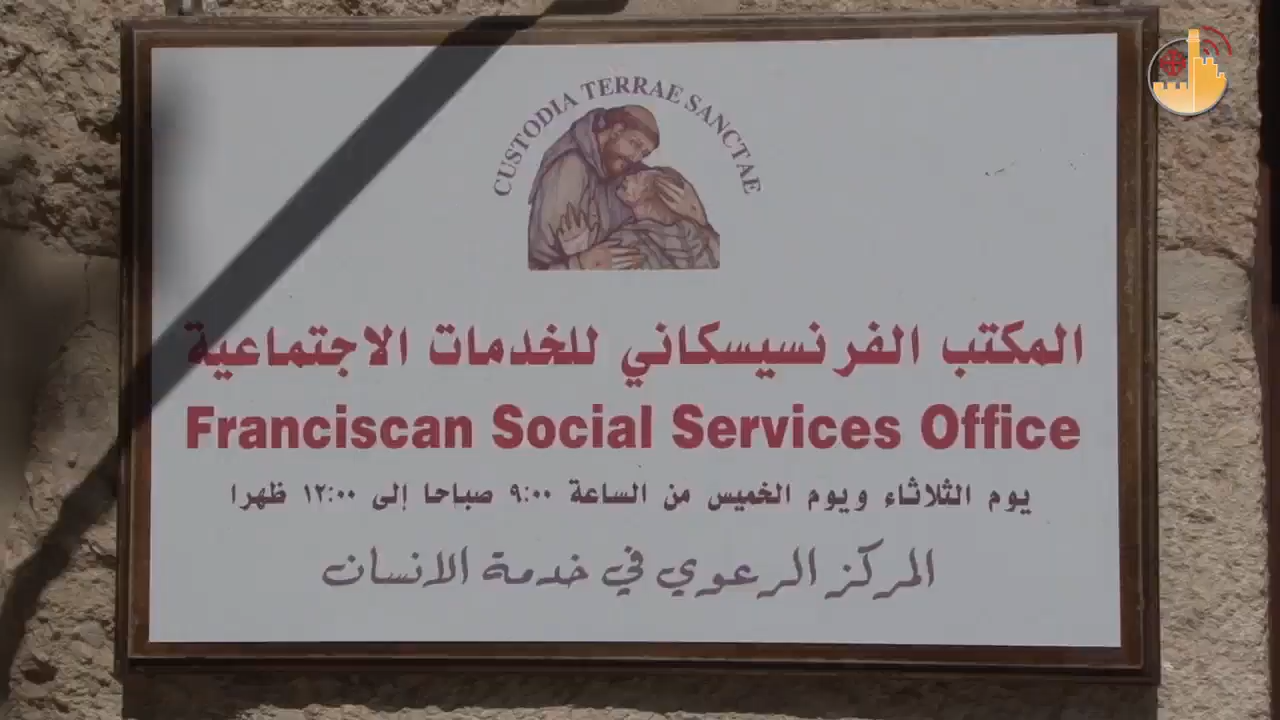 CUSTODIA TERRAE SANCTAE
المكتب الفرنسيسكاني للخدمات الاجتماعية
Franciscan Social Services Office
يوم الثلاثاء ويوم الخميس من الساعة ٩:٠٠ صباحا إلى ١٢:٠٠ ظهرا
المركز الرعوي في خدمة الانسان